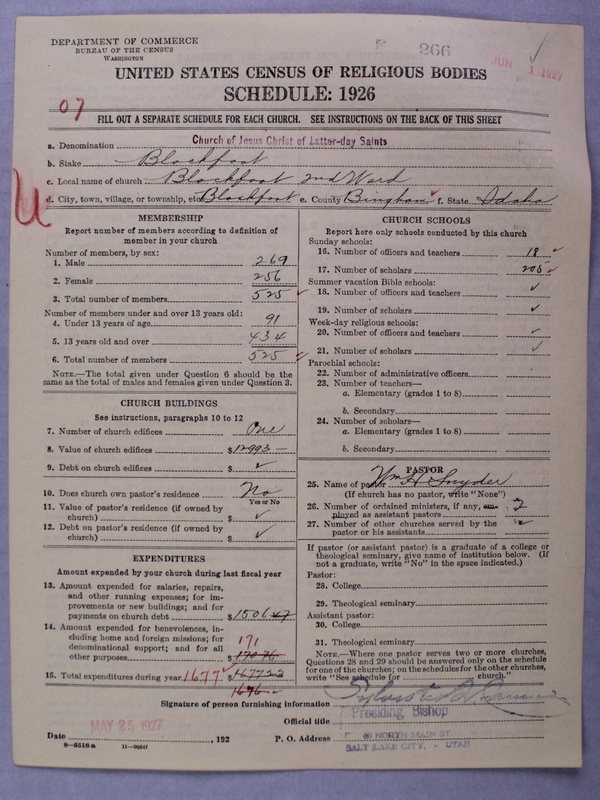 DEPARTMENT OF COMMERCE
BUREAU OF THE CENSUS
WASHINGTON
266
JUN 1 1927
UNITED STATES CENSUS OF RELIGIOUS BODIES
SCHEDULE: 1926
07
FILL OUT A SEPARATE SCHEDULE FOR EACH CHURCH. SEE INSTRUCTIONS ON THE BACK OF THIS SHEET
a. Denomination Church of Jesus Christ of Latter-day Saints
b. Stake Blackfoot
c. Local name of church Blackfoot 2nd Ward
d. City, town, village, or township, etc. Blackfoot e. County Bingham f. State Idaho
MEMBERSHIP
Report number of members according to definition of
member in your church
Number of members, by sex:
1. Male 269
2. Female 256
3. Total number of members 525
Number of members under and over 13 years old:
4. Under 13 years of age 91
5. 13 years old and over 434
6. Total number of members 525
NOTE.—The total given under Question 6 should be the
same as the total of males and females given under Question 3.
CHURCH BUILDINGS
See instructions, paragraphs 10 to 12
7. Number of church edifices One
8. Value of church edifices $12993—
9. Debt on church edifices $ ✓
10. Does church own pastor's residence No
Yes or No
11. Value of pastor's residence (if owned by
church) $ ✓
12. Debt on pastor's residence (if owned by
church) $ ✓
EXPENDITURES
Amount expended by your church during last fiscal year
13. Amount expended for salaries, repairs,
and other running expenses; for im-
provements or new buildings; and for
payments on church debt $1506 47
14. Amount expended for benevolences, in-
cluding home and foreign missions; for
denominational support; and for all
other purposes 171 $170 76
15. Total expenditures during year 1677 $1677 23
CHURCH SCHOOLS
Report here only schools conducted by this church
Sunday schools:
16. Number of officers and teachers 18
17. Number of scholars 205
Summer vacation Bible schools:
18. Number of officers and teachers ✓
19. Number of scholars ✓
Week-day religious schools:
20. Number of officers and teachers ✓
21. Number of scholars ✓
Parochial schools:
22. Number of administrative officers
23. Number of teachers—
a. Elementary (grades 1 to 8)
b. Secondary
24. Number of scholars—
a. Elementary (grades 1 to 8)
b. Secondary
PASTOR
25. Name of pastor Wm H. Snyder
(If church has no pastor, write "None")
26. Number of ordained ministers, if any, em-
ployed as assistant pastors 2
27. Number of other churches served by the
pastor or his assistants
If pastor (or assistant pastor) is a graduate of a college or
theological seminary, give name of institution below. (If
not a graduate, write "No" in the space indicated.)
Pastor:
28. College
29. Theological seminary
Assistant pastor:
30. College
31. Theological seminary
NOTE.—Where one pastor serves two or more churches,
Questions 28 and 29 should be answered only on the schedule
for one of the churches; on the schedules for the other churches,
write "See schedule for church."
Signature of person furnishing information
Official title Presiding Bishop
Date MAY 25 1927, 192 P. O. Address 40 NORTH MAIN ST.
SALT LAKE CITY, - UTAH
8-5518a